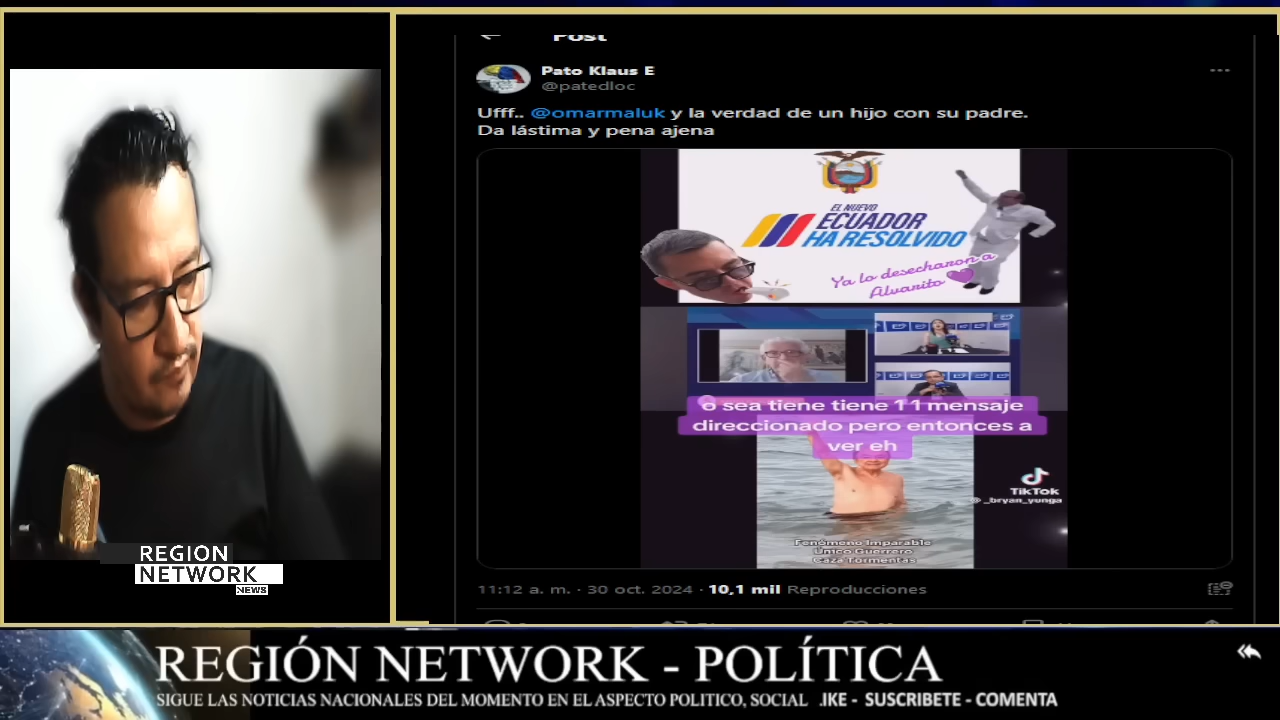 Post
Pato Klaus E
@patedloc
Ufff.. @omarmaluk y la verdad de un hijo con su padre.
Da lástima y pena ajena
EL NUEVO
ECUADOR
HA RESOLVIDO
Ya lo desecharon a
Alvarito
o sea tiene tiene 1 1 mensaje
direccionado pero entonces a
ver eh
TikTok
@_bryan_yunga
Fenómeno Imparable
Único Guerrero
Caza Tormentas
11:12 a. m. · 30 oct. 2024 · 10,1 mil Reproducciones
REGION
NETWORK
NEWS
REGIÓN NETWORK - POLÍTICA
SIGUE LAS NOTICIAS NACIONALES DEL MOMENTO EN EL ASPECTO POLITICO, SOCIAL .IKE - SUSCRIBETE - COMENTA